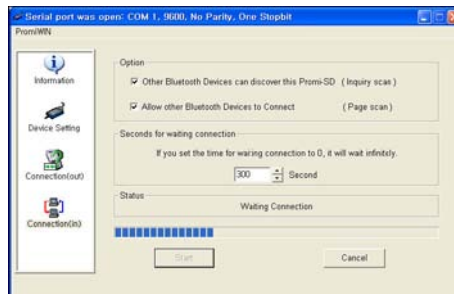 Serial port was open: COM 1, 9600, No Parity, One Stopbit
PromiWIN
Information
Device Setting
Connection(out)
Connection(in)
Option
Other Bluetooth Devices can discover this Promi-SD ( Inquiry scan )
Allow other Bluetooth Devices to Connect ( Page scan )
Seconds for waiting connection
If you set the time for wairing connection to 0, it will wait infinitely.
300 Second
Status
Waiting Connection
Start
Cancel